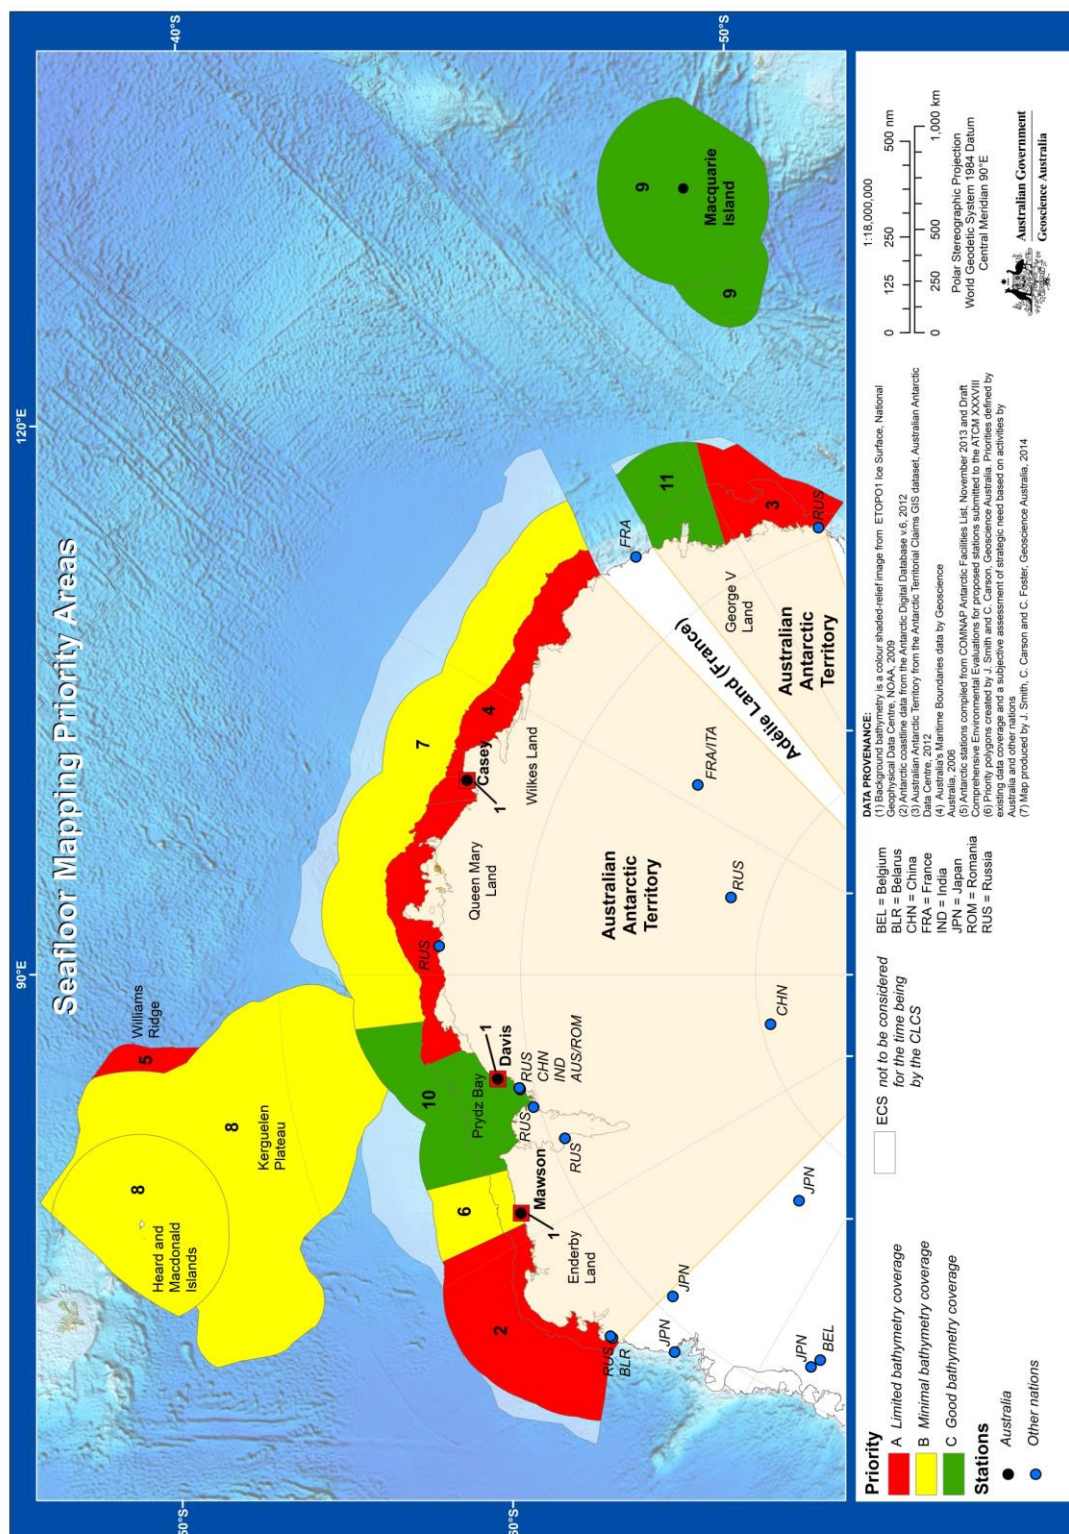 Seafloor Mapping Priority Areas
90°E
120°E
40°S
50°S
50°S
60°S
Williams
Ridge
5
8
Heard and
Macdonald
Islands
8
Kerguelen
Plateau
7
10
Prydz Bay
6
2
4
9
9
Macquarie
Island
11
3
1
Davis
1
Mawson
1
Casey
Enderby
Land
Queen Mary
Land
Wilkes Land
George V
Land
Adélie Land (France)
Australian
Antarctic
Territory
Australian
Antarctic
Territory
RUS
CHN
IND
AUS/ROM
RUS
RUS
RUS
BLR
JPN
JPN
JPN
JPN
BEL
RUS
CHN
RUS
FRA/ITA
FRA
RUS
Priority
A Limited bathymetry coverage
B Minimal bathymetry coverage
C Good bathymetry coverage
Stations
Australia
Other nations
ECS not to be considered
for the time being
by the CLCS
BEL = Belgium
BLR = Belarus
CHN = China
FRA = France
IND = India
JPN = Japan
ROM = Romania
RUS = Russia
DATA PROVENANCE:
(1) Background bathymetry is a colour shaded-relief image from ETOPO1 Ice Surface, National
Geophysical Data Centre, NOAA, 2009
(2) Antarctic coastline data from the Antarctic Digital Database v.6, 2012
(3) Australian Antarctic Territory from the Antarctic Territorial Claims GIS dataset, Australian Antarctic
Data Centre, 2012
(4) Australia's Maritime Boundaries data by Geoscience
Australia, 2006
(5) Antarctic stations compiled from COMNAP Antarctic Facilities List, November 2013 and Draft
Comprehensive Environmental Evaluations for proposed stations submitted to the ATCM XXXVIII
(6) Priority polygons created by J. Smith and C. Carson, Geoscience Australia. Priorities defined by
existing data coverage and a subjective assessment of strategic need based on activities by
Australia and other nations
(7) Map produced by J. Smith, C. Carson and C. Foster, Geoscience Australia, 2014
1:18,000,000
0 125 250 500 nm
0 250 500 1,000 km
Polar Stereographic Projection
World Geodetic System 1984 Datum
Central Meridian 90°E
Australian Government
Geoscience Australia